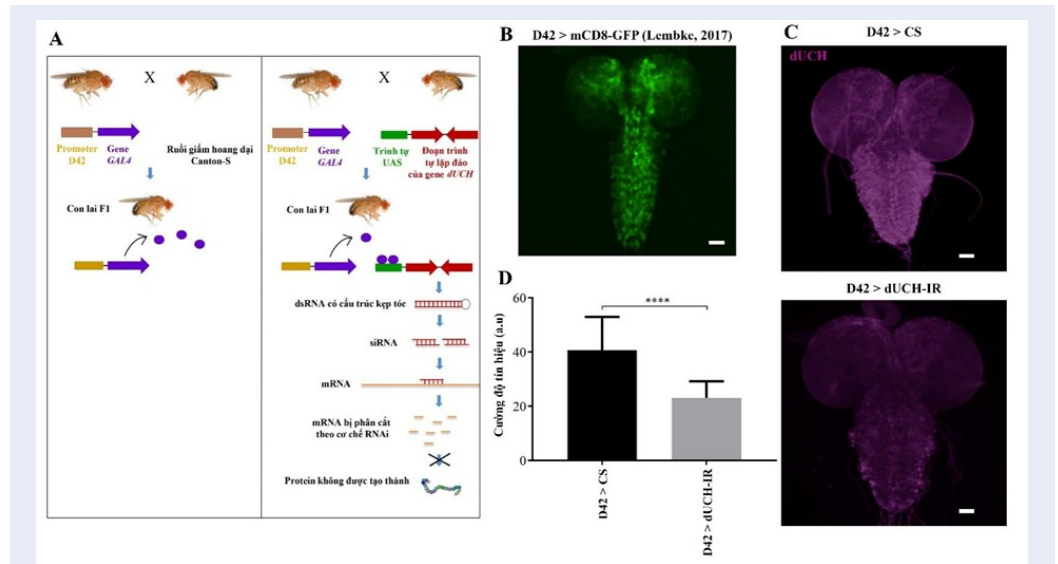 A
X
X
Promoter
D42
Gene
GAL4
Ruồi giấm hoang dại
Canton-S
Promoter
D42
Gene
GAL4
Trình tự
UAS
Đoạn trình
tự lặp đảo
của gene dUCH
Con lai F1
Con lai F1
dsRNA có cấu trúc kẹp tóc
siRNA
mRNA
mRNA bị phân cắt
theo cơ chế RNAi
Protein không được tạo thành
B
D42 > mCD8-GFP (Lembke, 2017)
C
D42 > CS
dUCH
D42 > dUCH-IR
D
Cường độ tín hiệu (a.u)
60
40
20
0
****
D42 > CS
D42 > dUCH-IR